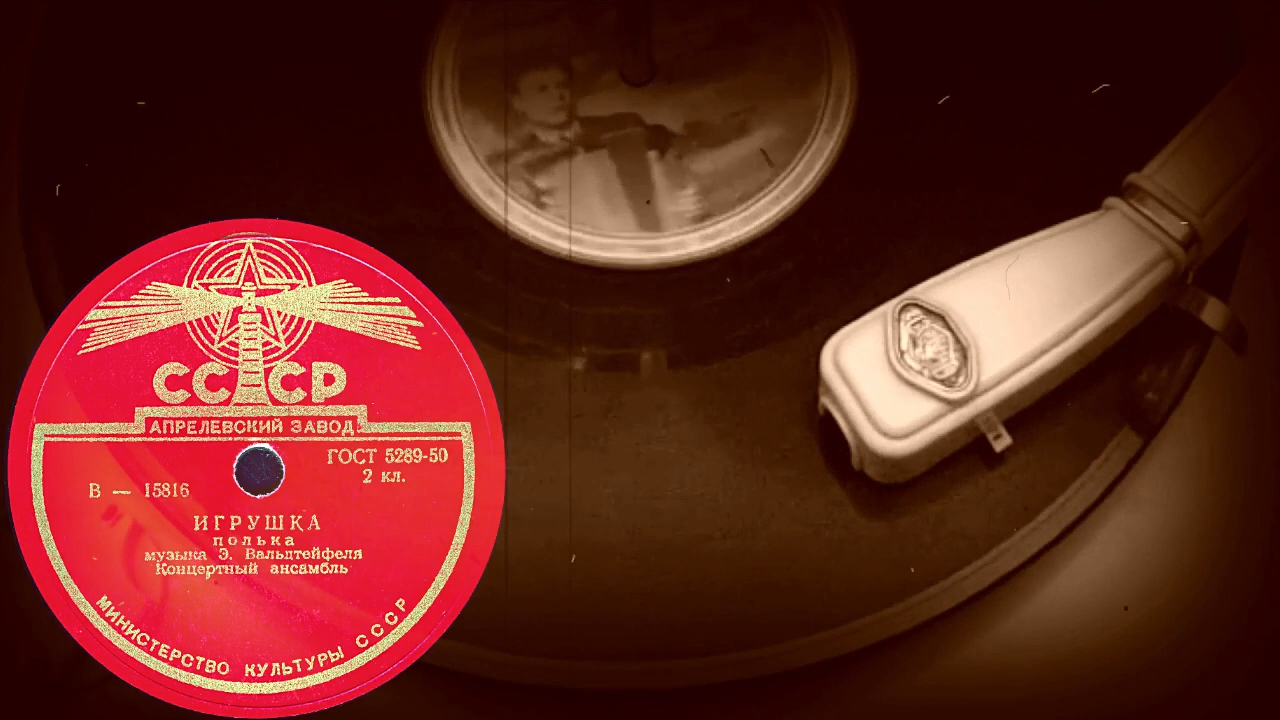 СССР
АПРЕЛЕВСКИЙ ЗАВОД
ГОСТ 5289-50
2 кл.
В — 15816
ИГРУШКА
полька
музыка Э. Вальдтейфеля
Концертный ансамбль
МИНИСТЕРСТВО КУЛЬТУРЫ СССР